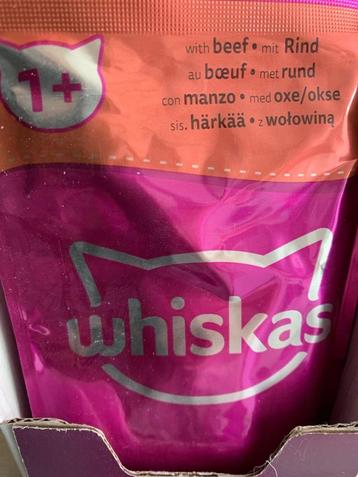 1+
with beef • mit Rind
au bœuf • met rund
con manzo • med oxe/okse
sis. härkää • z wołowiną
whiskas